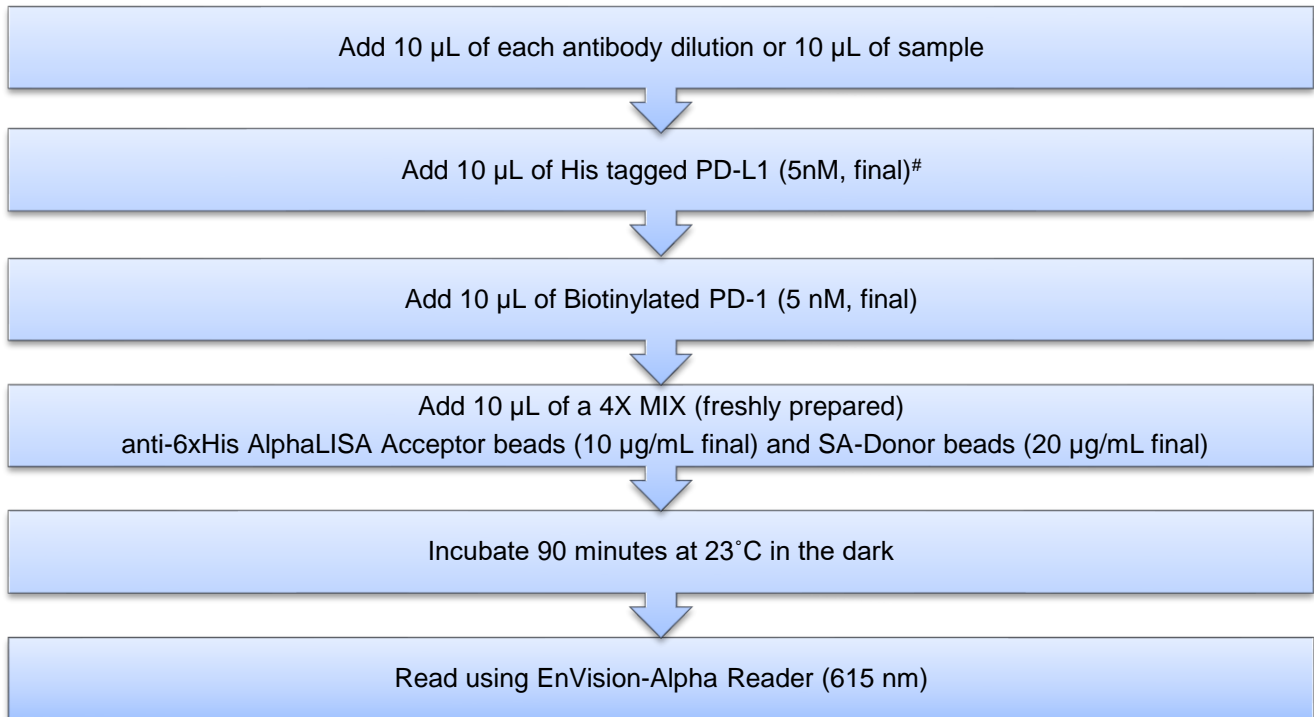 Add 10 µL of each antibody dilution or 10 µL of sample
Add 10 µL of His tagged PD-L1 (5nM, final)#
Add 10 µL of Biotinylated PD-1 (5 nM, final)
Add 10 µL of a 4X MIX (freshly prepared)
anti-6xHis AlphaLISA Acceptor beads (10 µg/mL final) and SA-Donor beads (20 µg/mL final)
Incubate 90 minutes at 23˚C in the dark
Read using EnVision-Alpha Reader (615 nm)